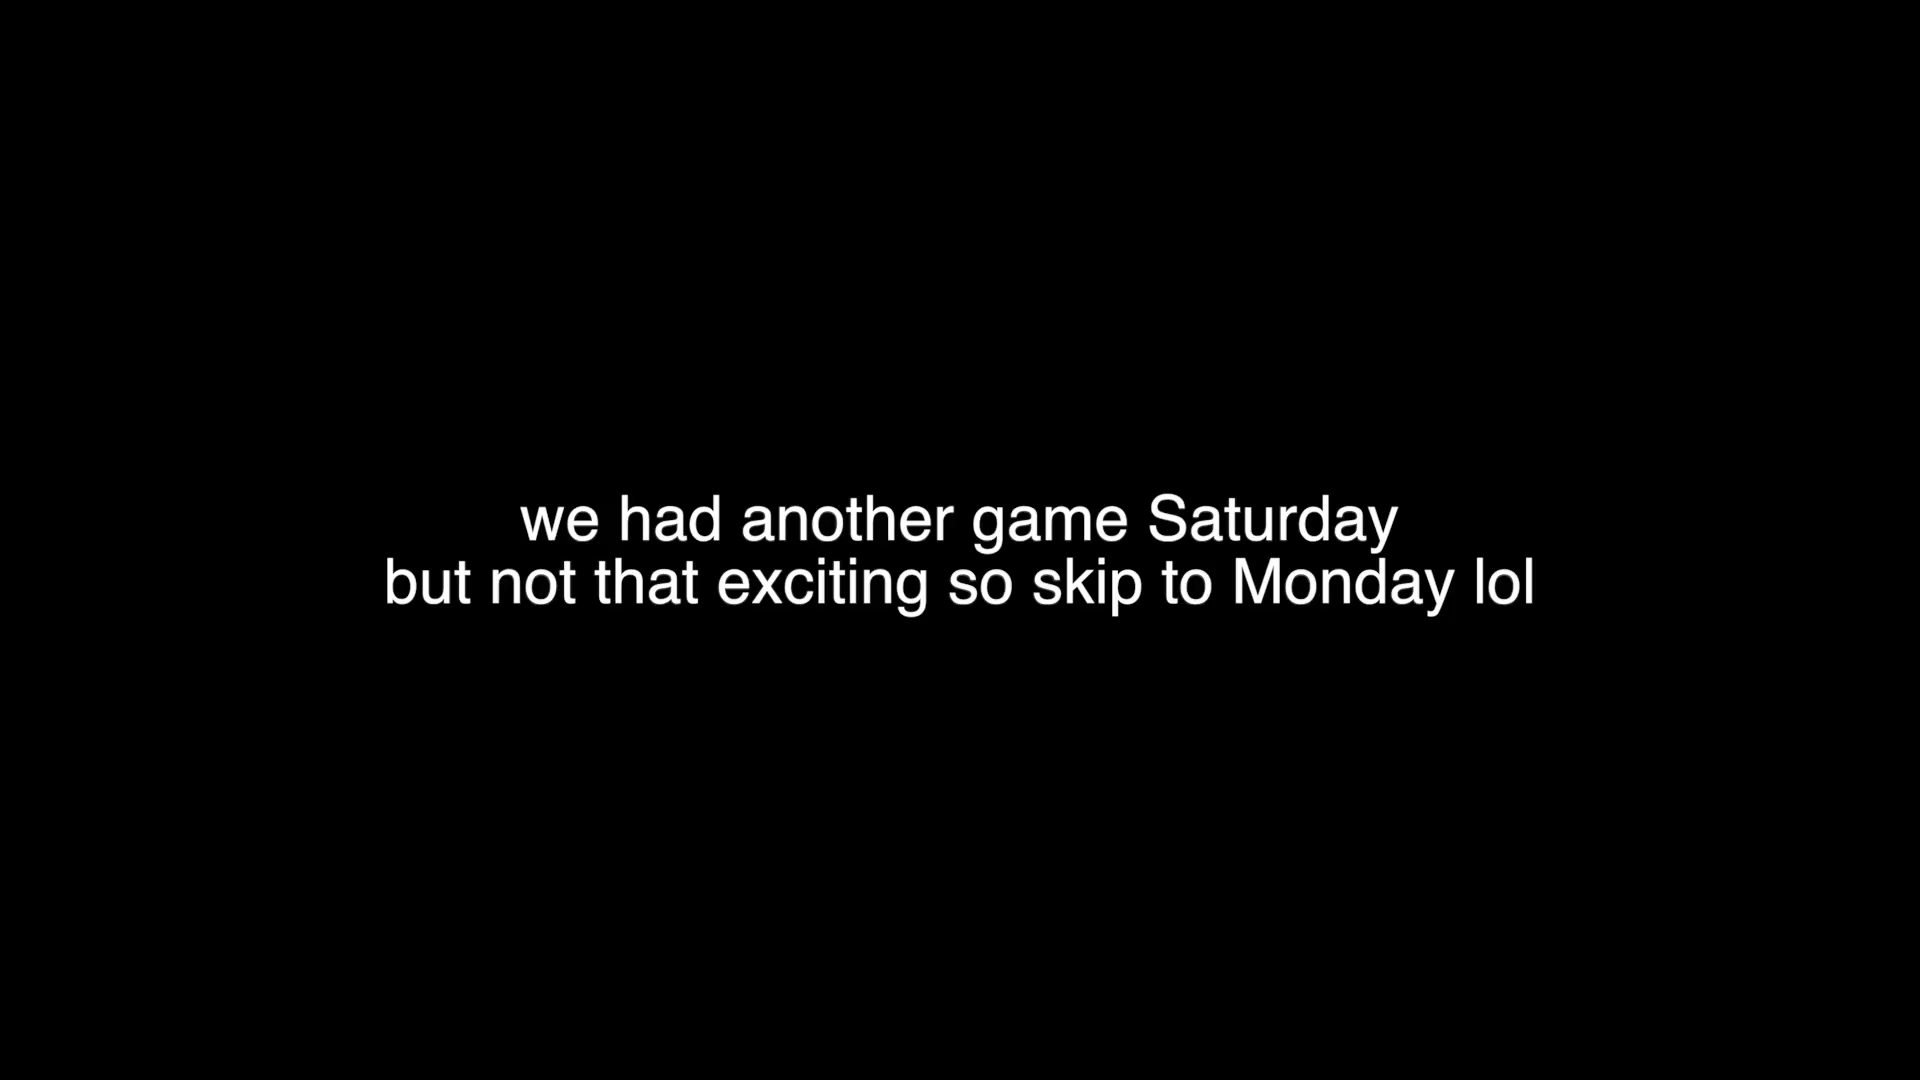 we had another game Saturday
but not that exciting so skip to Monday lol